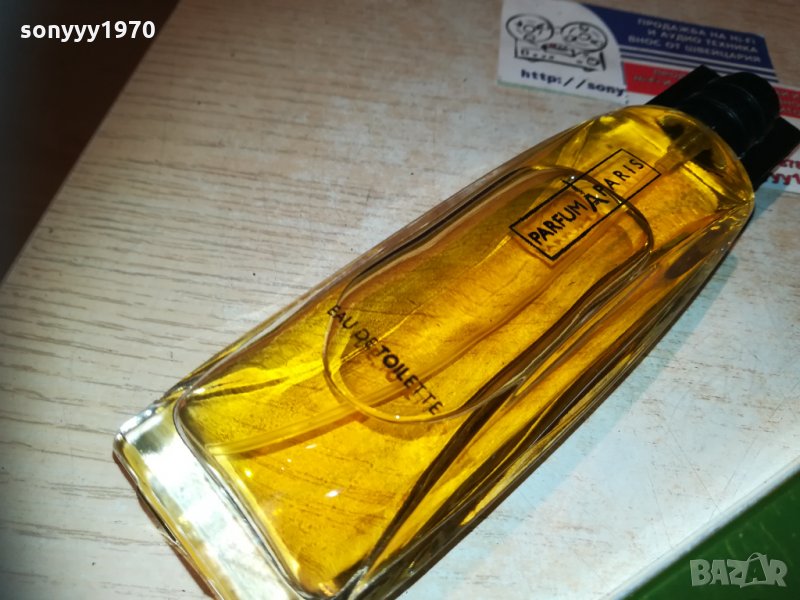 sonyyy1970
ПРОДАЖБА НА HI-FI
И АУДИО ТЕХНИКА
ВНОС ОТ ШВЕЙЦАРИЯ
http://sony
PARFUM A PARIS
EAU DE TOILETTE
BAZAR